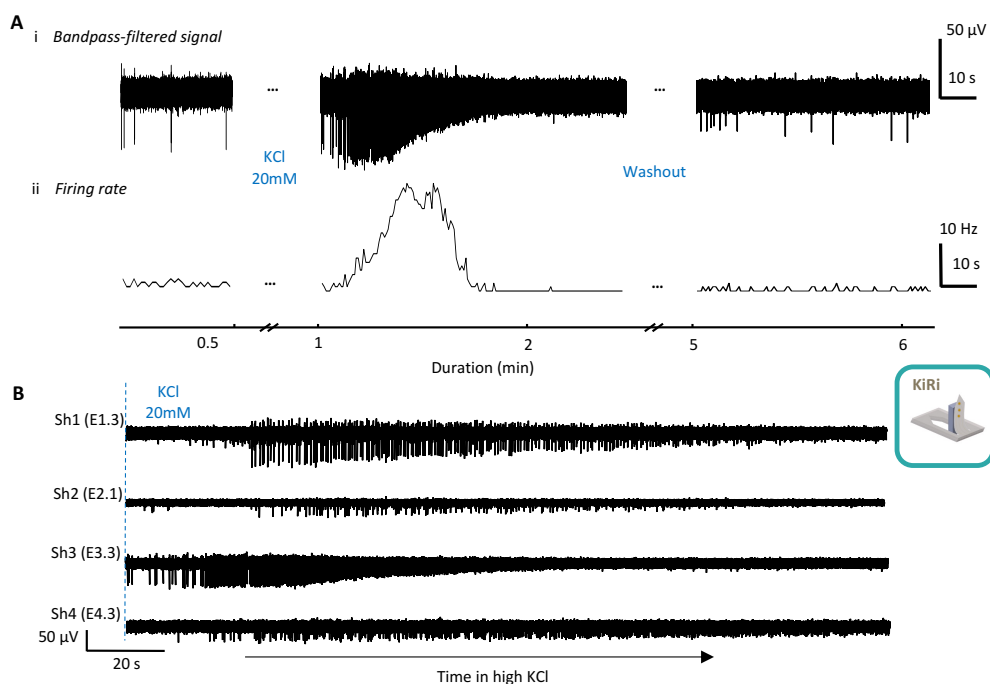 A
i Bandpass-filtered signal
50 µV
10 s
...
...
KCl
20mM
Washout
ii Firing rate
10 Hz
10 s
...
...
0.5
1
2
5
6
Duration (min)
B
KCl
20mM
KiRi
Sh1 (E1.3)
Sh2 (E2.1)
Sh3 (E3.3)
Sh4 (E4.3)
50 µV
20 s
Time in high KCl